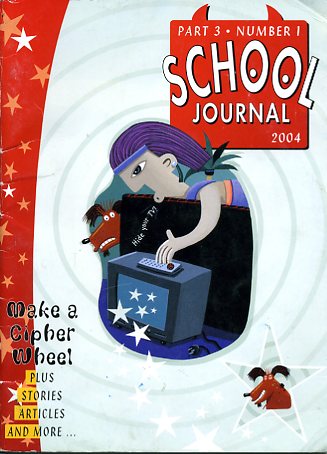 PART 3 • NUMBER 1
SCHOOL
JOURNAL
2004
Hide your TV?
Make a
Cipher
Wheel
PLUS
STORIES
ARTICLES
AND MORE ...